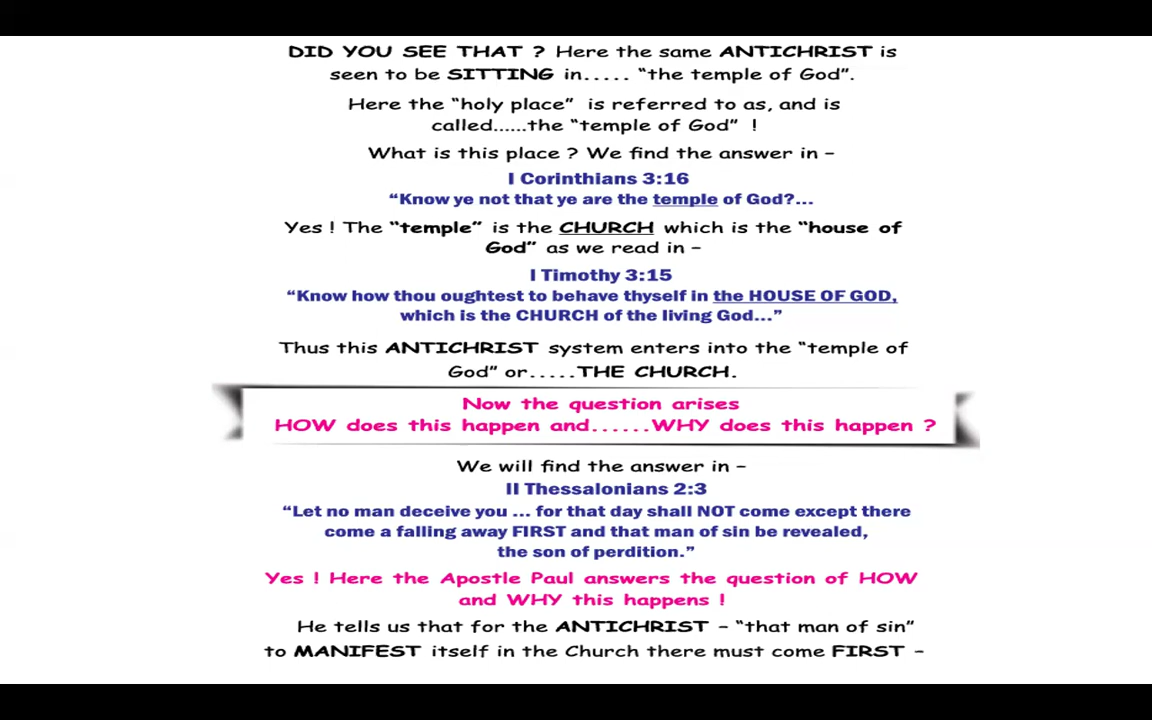 DID YOU SEE THAT ? Here the same ANTICHRIST is
seen to be SITTING in..... “the temple of God”.
Here the “holy place” is referred to as, and is
called......the “temple of God” !
What is this place ? We find the answer in –
I Corinthians 3:16
“Know ye not that ye are the temple of God?...
Yes ! The “temple” is the CHURCH which is the “house of
God” as we read in –
I Timothy 3:15
“Know how thou oughtest to behave thyself in the HOUSE OF GOD,
which is the CHURCH of the living God...”
Thus this ANTICHRIST system enters into the “temple of
God” or.....THE CHURCH.
Now the question arises
HOW does this happen and......WHY does this happen ?
We will find the answer in –
II Thessalonians 2:3
“Let no man deceive you ... for that day shall NOT come except there
come a falling away FIRST and that man of sin be revealed,
the son of perdition.”
Yes ! Here the Apostle Paul answers the question of HOW
and WHY this happens !
He tells us that for the ANTICHRIST – “that man of sin”
to MANIFEST itself in the Church there must come FIRST –